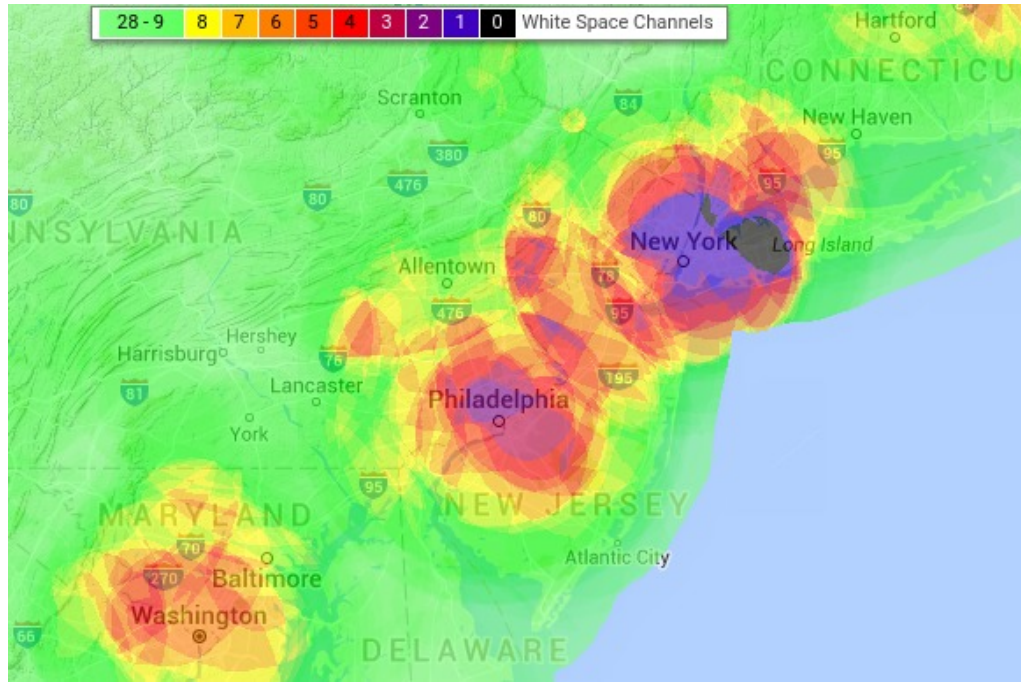 28 - 9 8 7 6 5 4 3 2 1 0 White Space Channels
Hartford
CONNECTICU
Scranton
84
New Haven
95
380
476
80
80
95
80
NNSYLVANIA
New York
Long Island
Allentown
78
476
95
Hershey
Harrisburg
76
195
81
Lancaster
Philadelphia
York
95
NEW JERSEY
MARYLAND
70
Atlantic City
270
Baltimore
Washington
66
DELAWARE